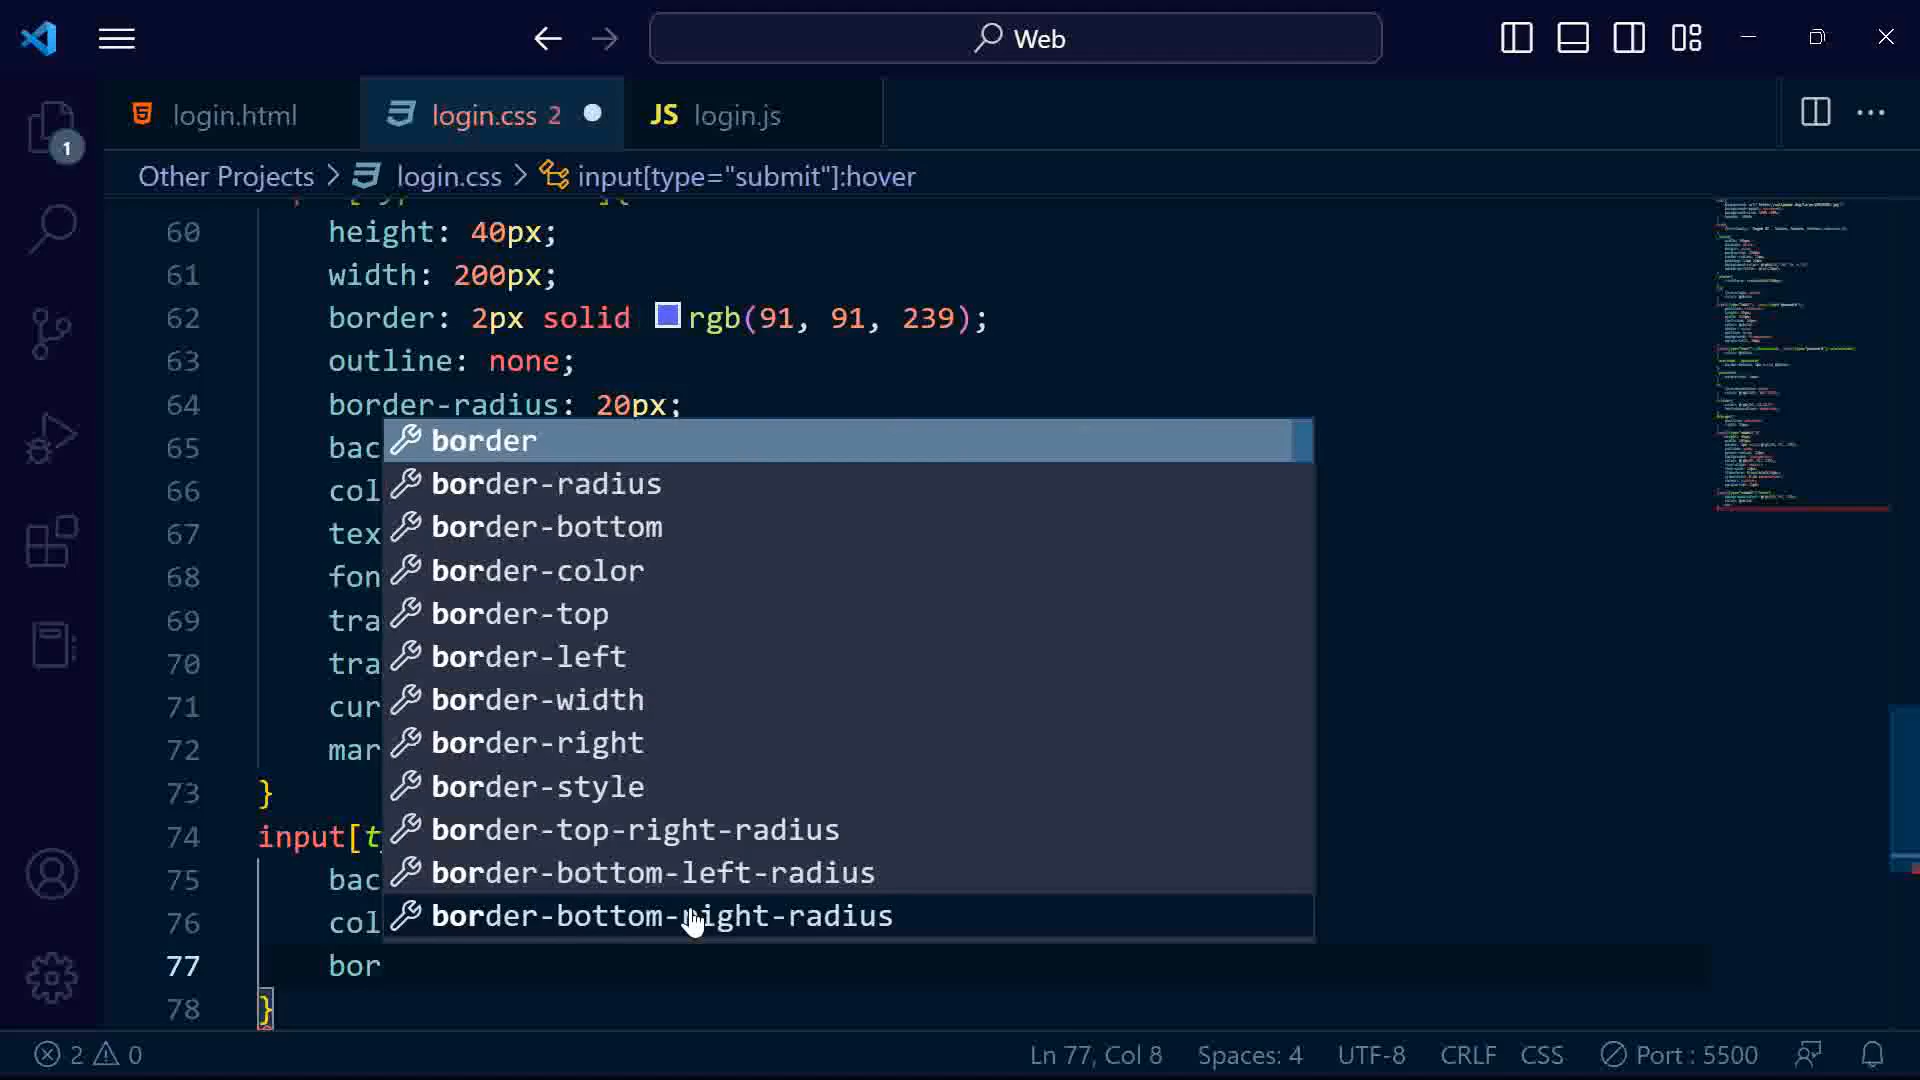 Web
login.html
login.css 2
JS login.js
1
Other Projects > login.css > input[type="submit"]:hover
60 height: 40px;
61 width: 200px;
62 border: 2px solid rgb(91, 91, 239);
63 outline: none;
64 border-radius: 20px;
65 bac
border
66 col
border-radius
67 tex
border-bottom
68 fon
border-color
69 tra
border-top
70 tra
border-left
71 cur
border-width
72 mar
border-right
73 }
border-style
74 input[t
border-top-right-radius
75 bac
border-bottom-left-radius
76 col
border-bottom-right-radius
77 bor
78 }
2 0
Ln 77, Col 8 Spaces: 4 UTF-8 CRLF CSS Port : 5500